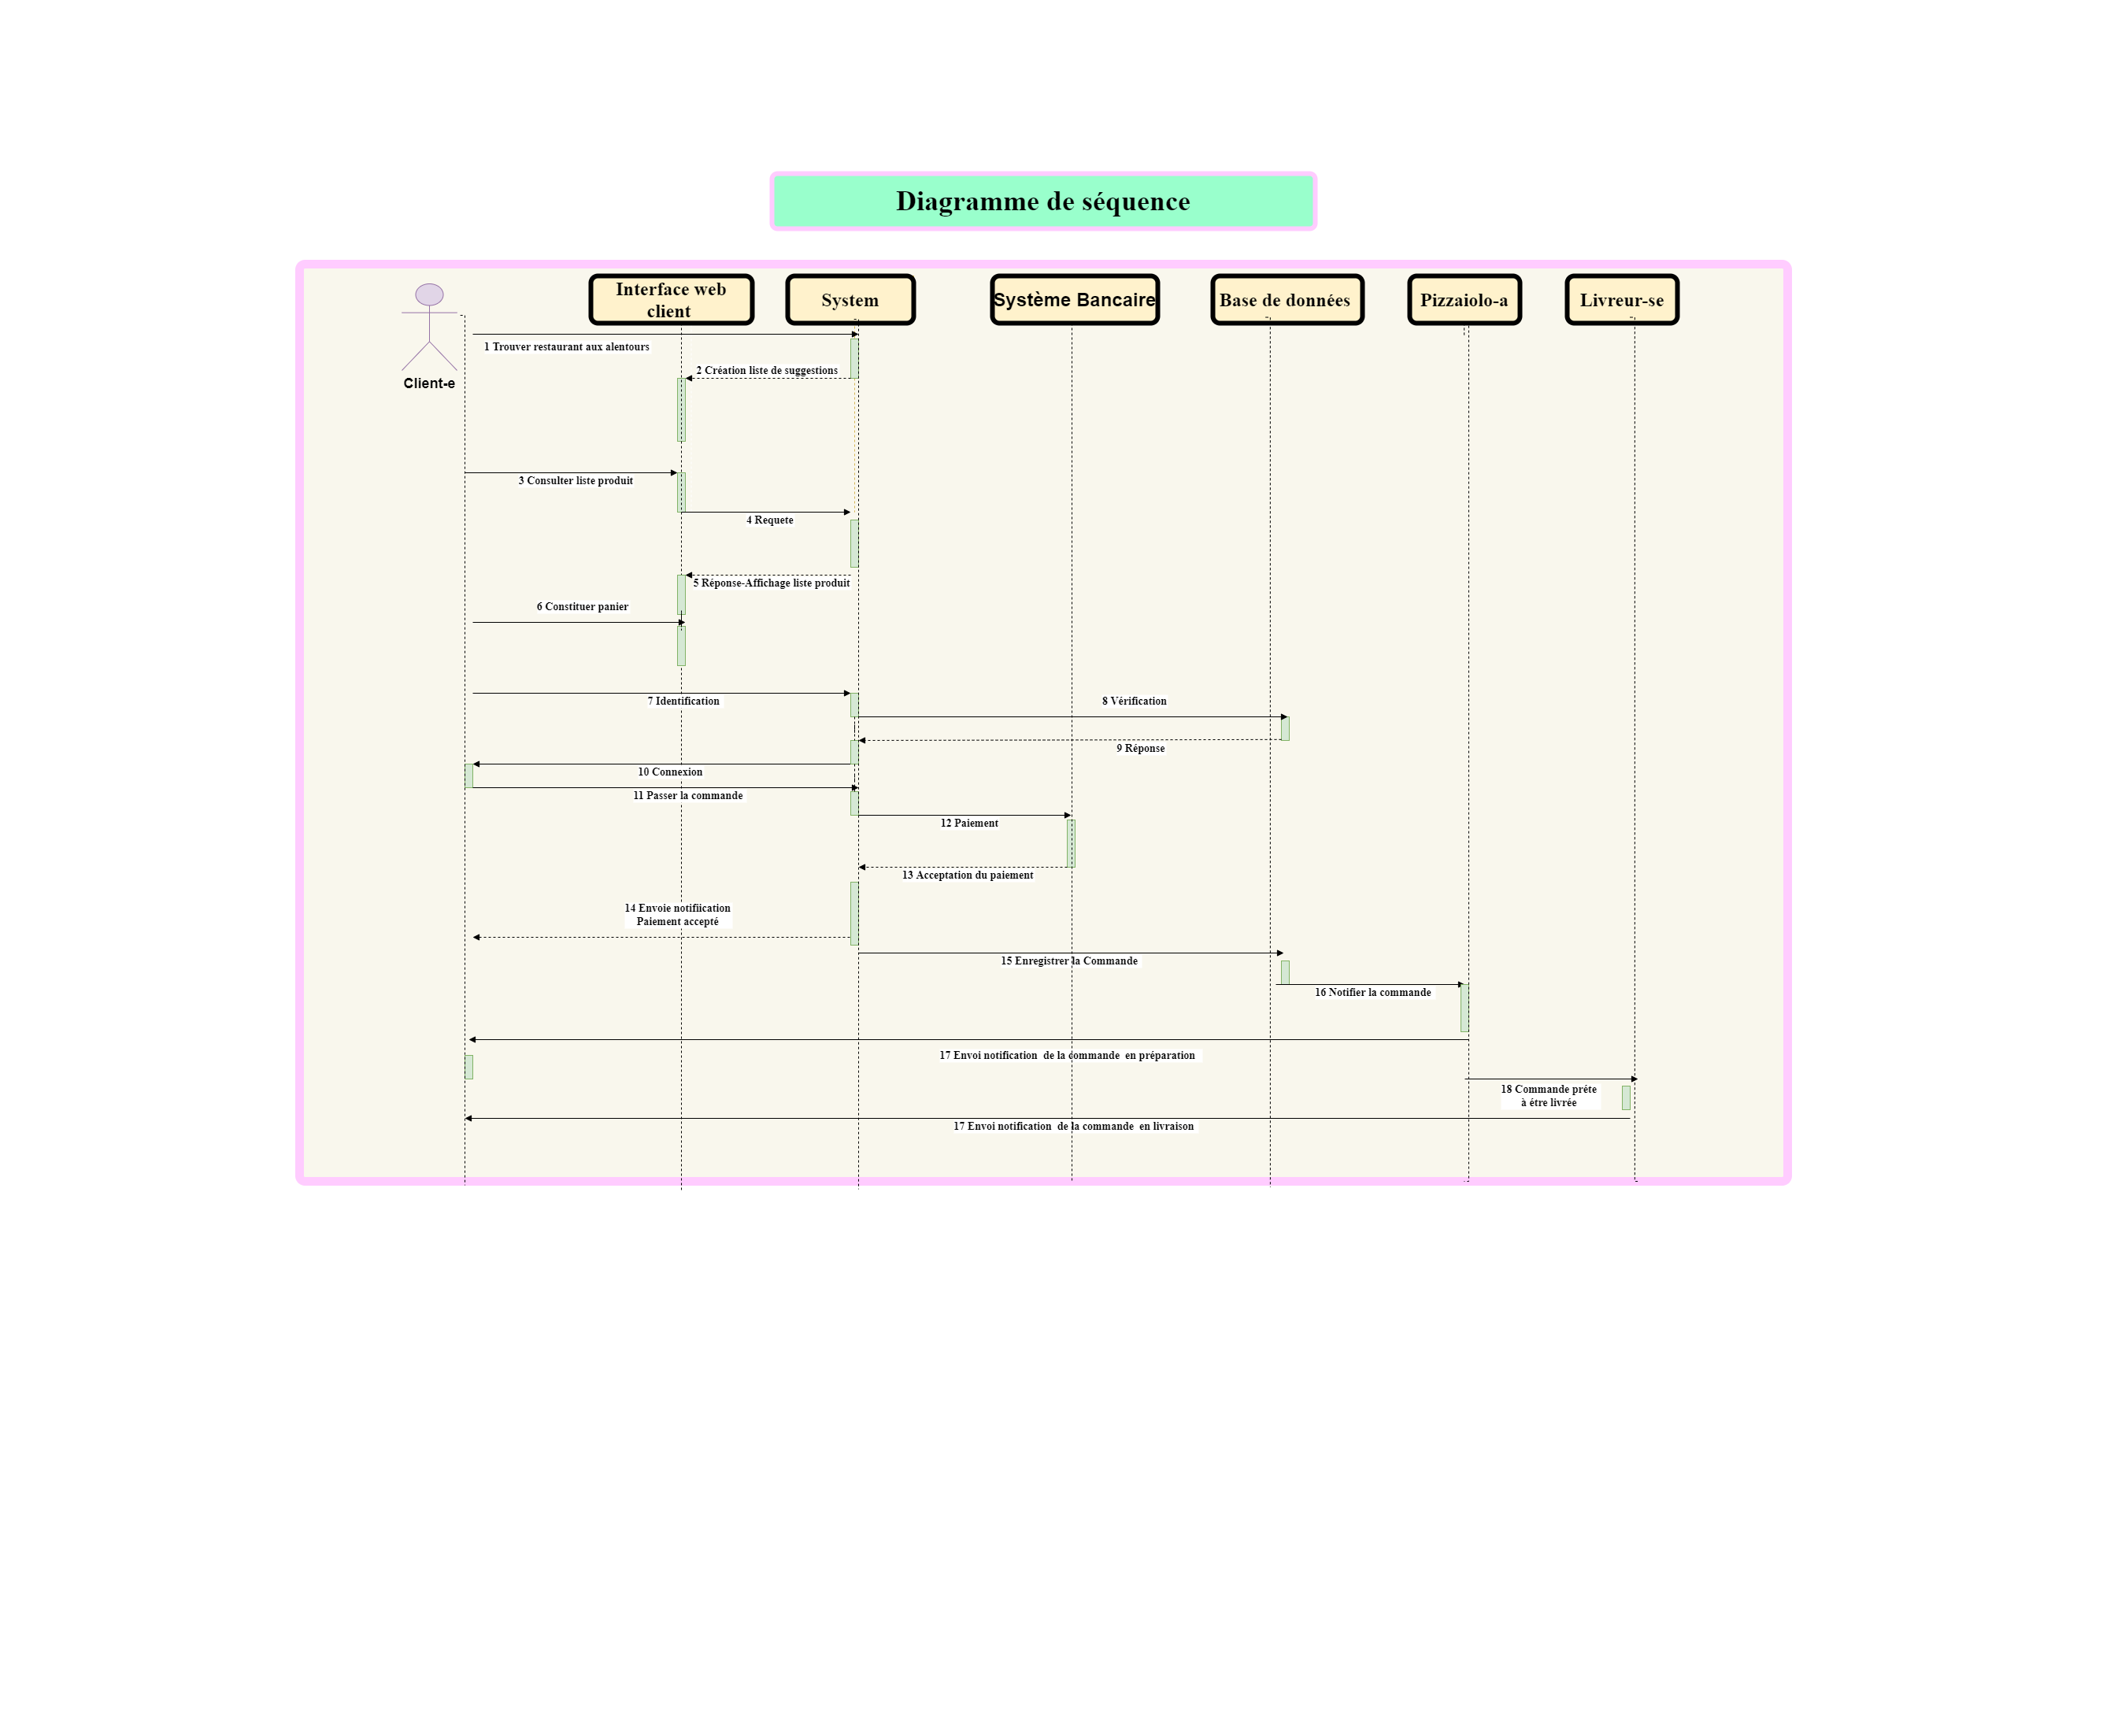 Diagramme de séquence
Client-e
Interface web
client
System
Système Bancaire
Base de données
Pizzaiolo-a
Livreur-se
1 Trouver restaurant aux alentours
2 Création liste de suggestions
3 Consulter liste produit
4 Requete
5 Réponse-Affichage liste produit
6 Constituer panier
7 Identification
8 Vérification
9 Réponse
10 Connexion
11 Passer la commande
12 Paiement
13 Acceptation du paiement
14 Envoie notifiication
Paiement accepté
15 Enregistrer la Commande
16 Notifier la commande
17 Envoi notification de la commande en préparation
18 Commande préte
à étre livrée
17 Envoi notification de la commande en livraison